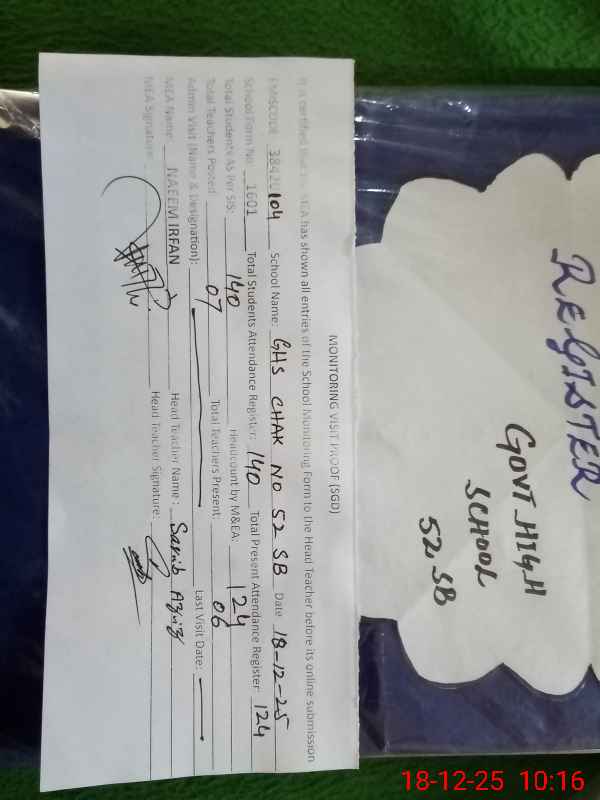 MONITORING VISIT PROOF (SGD)
It is certified that the MEA has shown all entries of the School Monitoring Form to the Head Teacher before its online submission
EMISCODE 38420104 School Name: GHS CHAK NO 52 SB Date 18-12-25
School Form No 1601 Total Students Attendance Register: 140 Total Present Attendance Register: 124
Total Students As Per SIS: 140 Headcount by M&EA: 124
Total Teachers Posted 07 Total Teachers Present: 06
Admin Visit (Name & Designation): Last Visit Date:
MEA Name NAEEM IRFAN Head Teacher Name :
MEA Signature: Head Teacher Signature:
REGISTER
GOVT HIGH
SCHOOL
52 SB
18-12-25 10:16